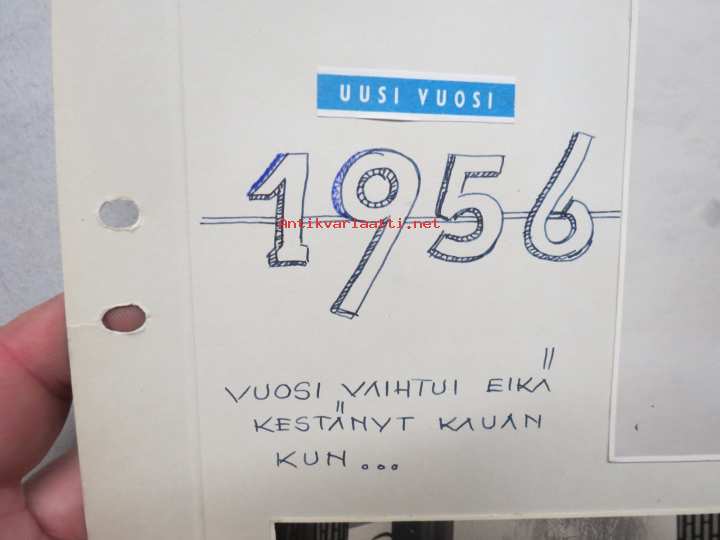 UUSI VUOSI
1956
Antikvariaatti.net
VUOSI VAIHTUI EIKÄ
KESTÄNYT KAUAN
KUN...